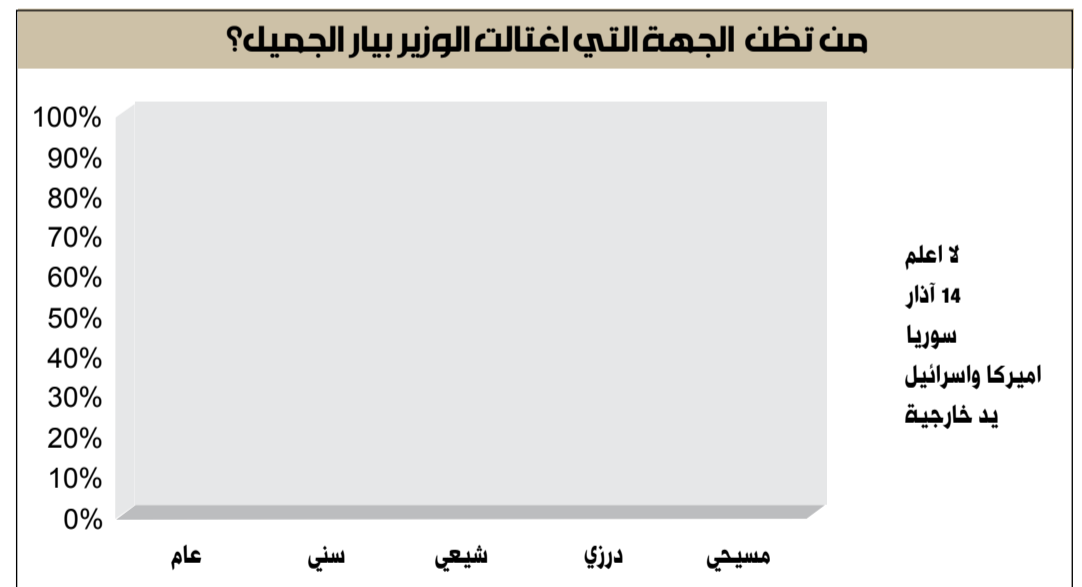 من تظن الجهة التي اغتالت الوزير بيار الجميل؟
100%
90%
80%
70%
60%
50%
40%
30%
20%
10%
0%
لا اعلم
14 آذار
سوريا
اميركا واسرائيل
يد خارجية
عام سني شيعي درزي مسيحي